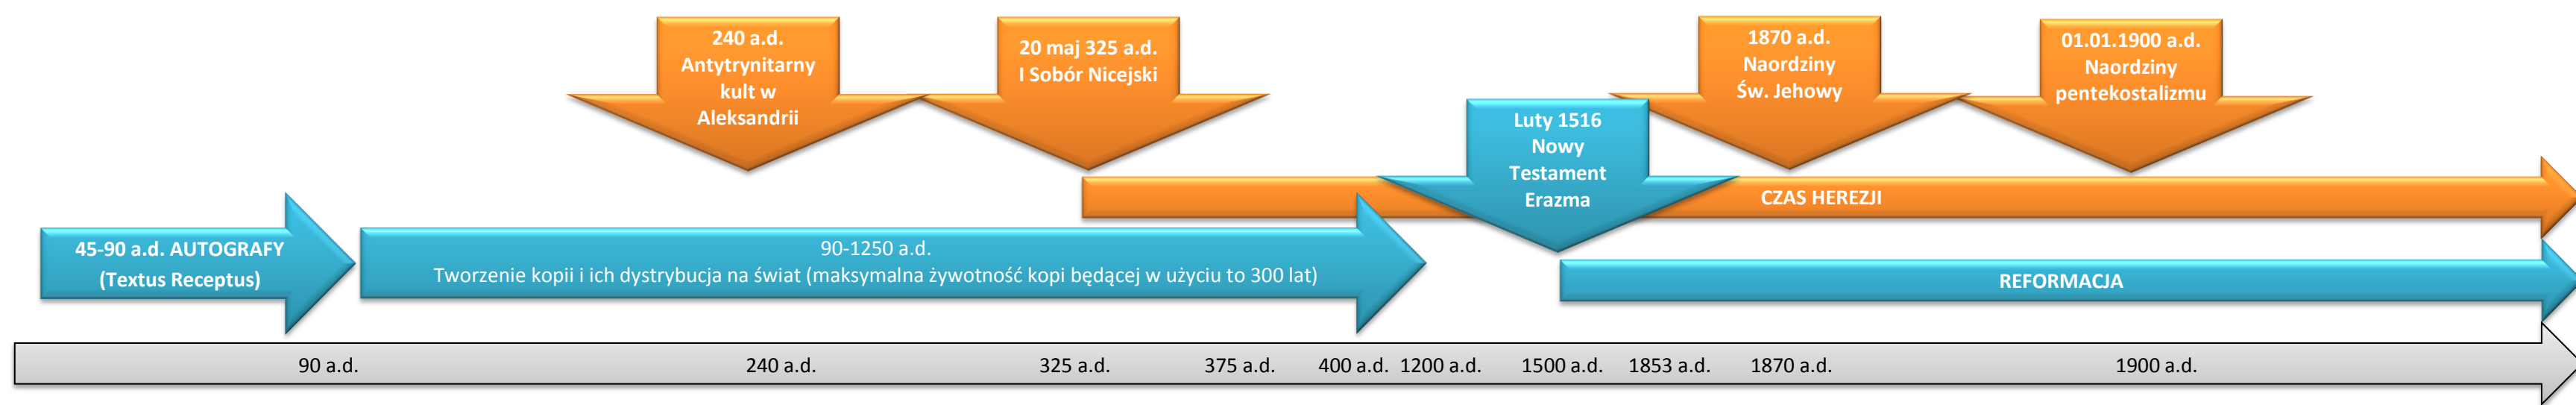 240 a.d.
Antytrynitarny
kult w
Aleksandrii
20 maj 325 a.d.
I Sobór Nicejski
1870 a.d.
Naordziny
Św. Jehowy
01.01.1900 a.d.
Naordziny
pentekostalizmu
Luty 1516
Nowy
Testament
Erazma
CZAS HEREZJI
45-90 a.d. AUTOGRAFY
(Textus Receptus)
90-1250 a.d.
Tworzenie kopii i ich dystrybucja na świat (maksymalna żywotność kopi będącej w użyciu to 300 lat)
REFORMACJA
90 a.d.
240 a.d.
325 a.d.
375 a.d.
400 a.d.
1200 a.d.
1500 a.d.
1853 a.d.
1870 a.d.
1900 a.d.